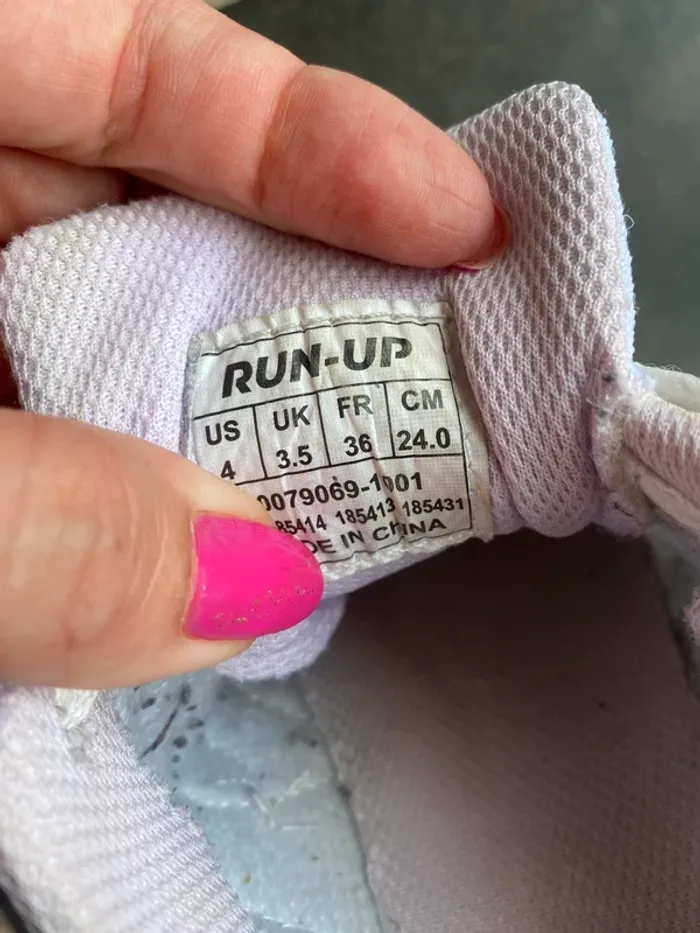 RUN-UP
US UK FR CM
4 3.5 36 24.0
0079069-1001
85414 185413 185431
DE IN CHINA